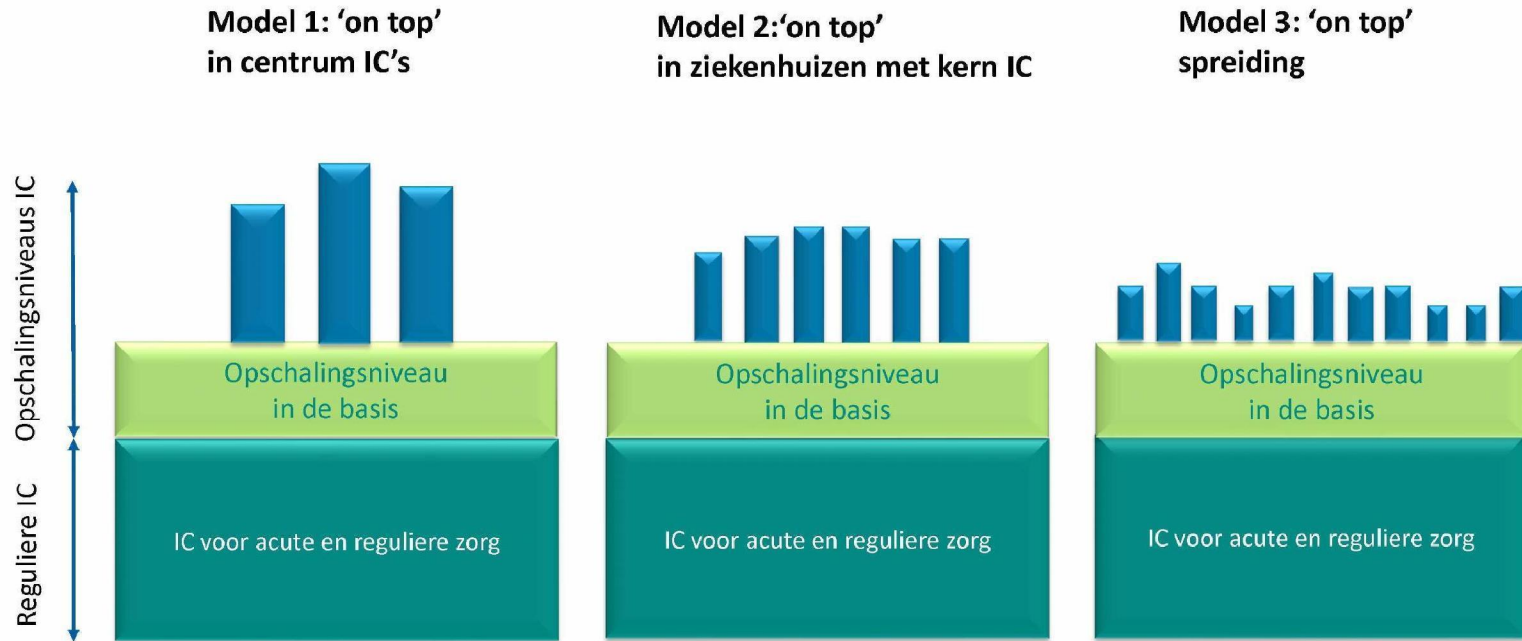 Model 1: ‘on top’
in centrum IC’s
Model 2:‘on top’
in ziekenhuizen met kern IC
Model 3: ‘on top’
spreiding
Opschalingsniveaus IC
Reguliere IC
Opschalingsniveau
in de basis
IC voor acute en reguliere zorg
Opschalingsniveau
in de basis
IC voor acute en reguliere zorg
Opschalingsniveau
in de basis
IC voor acute en reguliere zorg